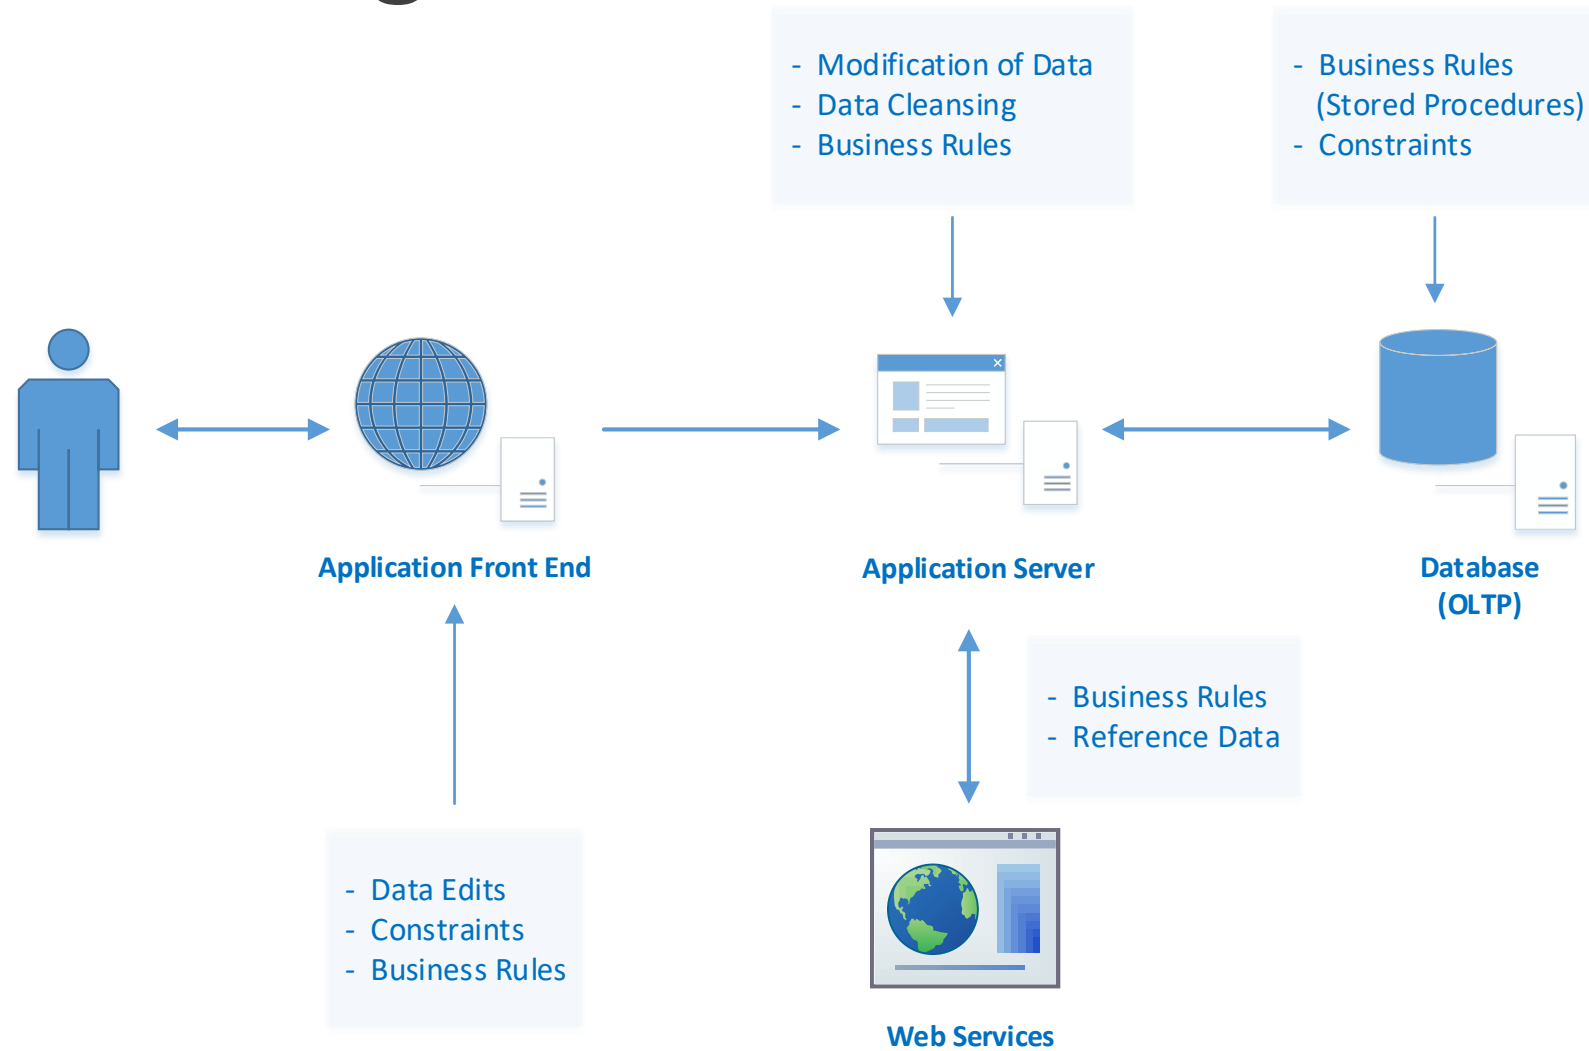 - Modification of Data
- Data Cleansing
- Business Rules
- Business Rules
(Stored Procedures)
- Constraints
Application Front End
Application Server
Database
(OLTP)
- Business Rules
- Reference Data
- Data Edits
- Constraints
- Business Rules
Web Services